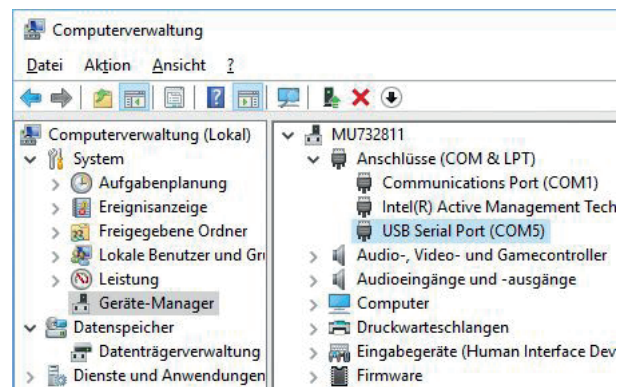 Computerverwaltung
Datei Aktion Ansicht ?
Computerverwaltung (Lokal)
System
Aufgabenplanung
Ereignisanzeige
Freigegebene Ordner
Lokale Benutzer und Gru
Leistung
Geräte-Manager
Datenspeicher
Datenträgerverwaltung
Dienste und Anwendungen
MU732811
Anschlüsse (COM & LPT)
Communications Port (COM1)
Intel(R) Active Management Tech
USB Serial Port (COM5)
Audio-, Video- und Gamecontroller
Audioeingänge und -ausgänge
Computer
Druckwarteschlangen
Eingabegeräte (Human Interface Dev
Firmware